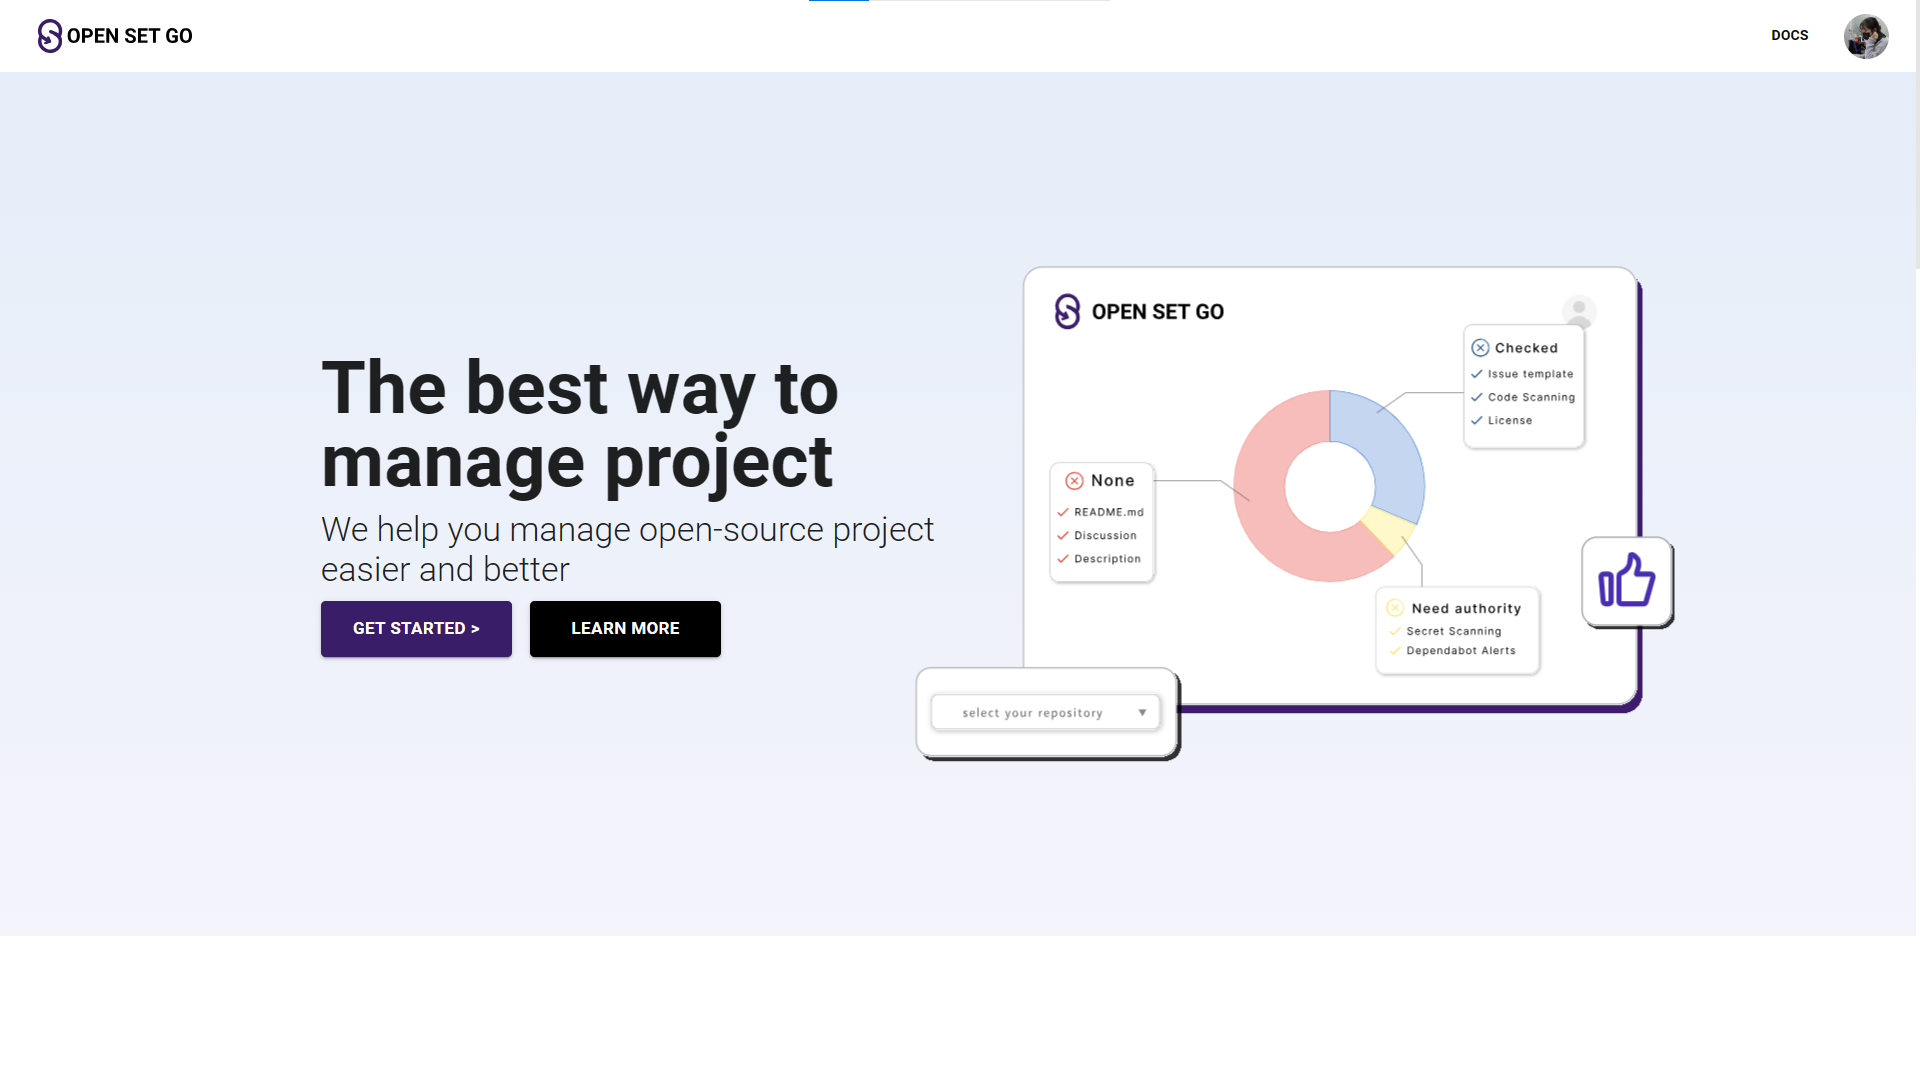 OPEN SET GO
DOCS
The best way to
manage project
We help you manage open-source project
easier and better
GET STARTED >
LEARN MORE
OPEN SET GO
Checked
Issue template
Code Scanning
License
None
README.md
Discussion
Description
Need authority
Secret Scanning
Dependabot Alerts
select your repository